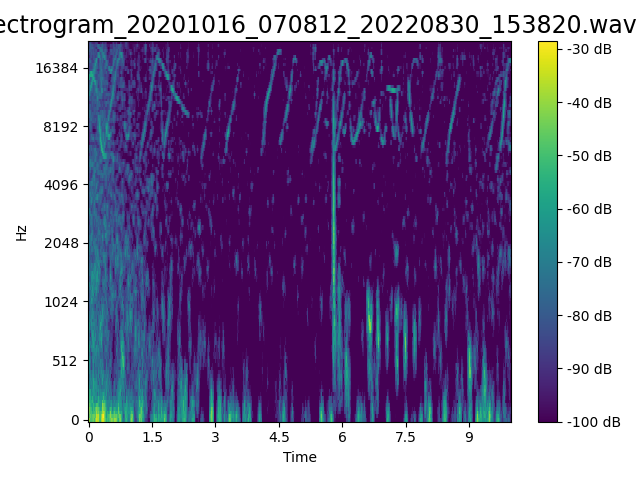 ectrogram_20201016_070812_20220830_153820.wav
16384
8192
4096
2048
1024
512
0
Hz
0 1.5 3 4.5 6 7.5 9
Time
-30 dB
-40 dB
-50 dB
-60 dB
-70 dB
-80 dB
-90 dB
-100 dB